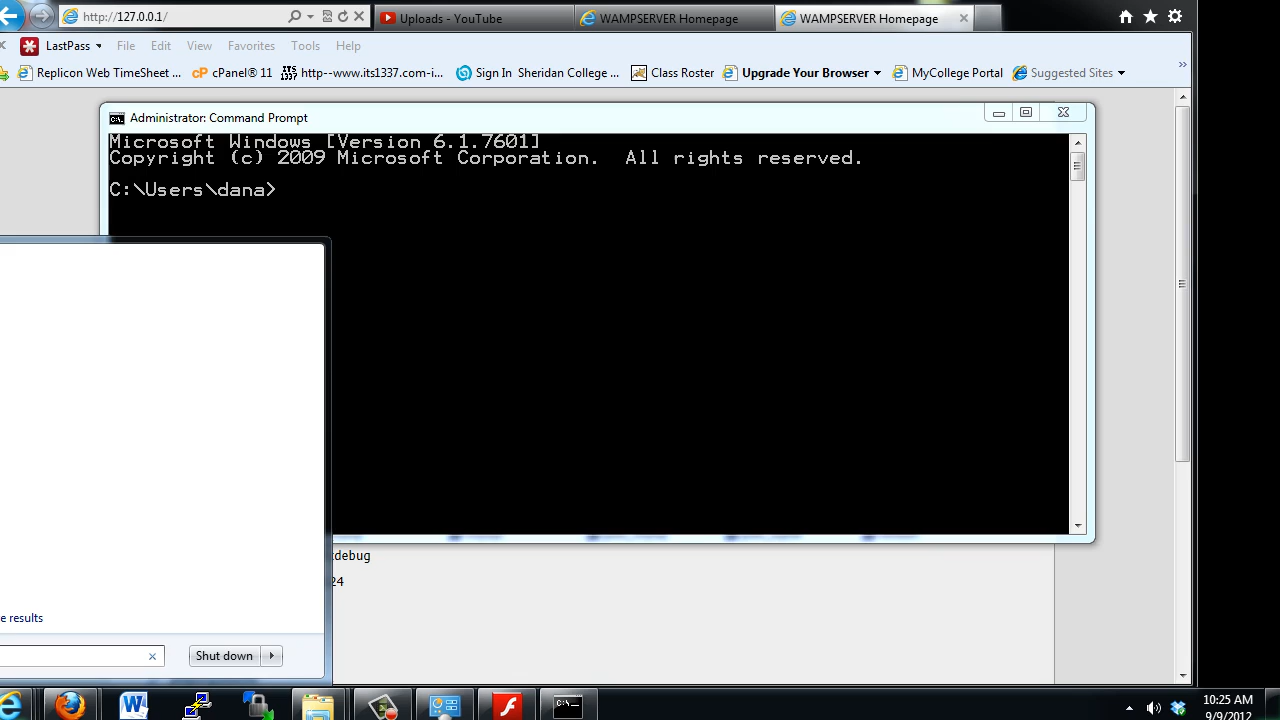 http://127.0.0.1/
Uploads - YouTube
WAMPSERVER Homepage
WAMPSERVER Homepage
LastPass File Edit View Favorites Tools Help
Replicon Web TimeSheet ... cPanel® 11 http--www.its1337.com-i... Sign In Sheridan College ... Class Roster Upgrade Your Browser MyCollege Portal Suggested Sites
Administrator: Command Prompt
Microsoft Windows [Version 6.1.7601]
Copyright (c) 2009 Microsoft Corporation. All rights reserved.
C:\Users\dana>
debug
24
e results
Shut down
10:25 AM
9/9/2012